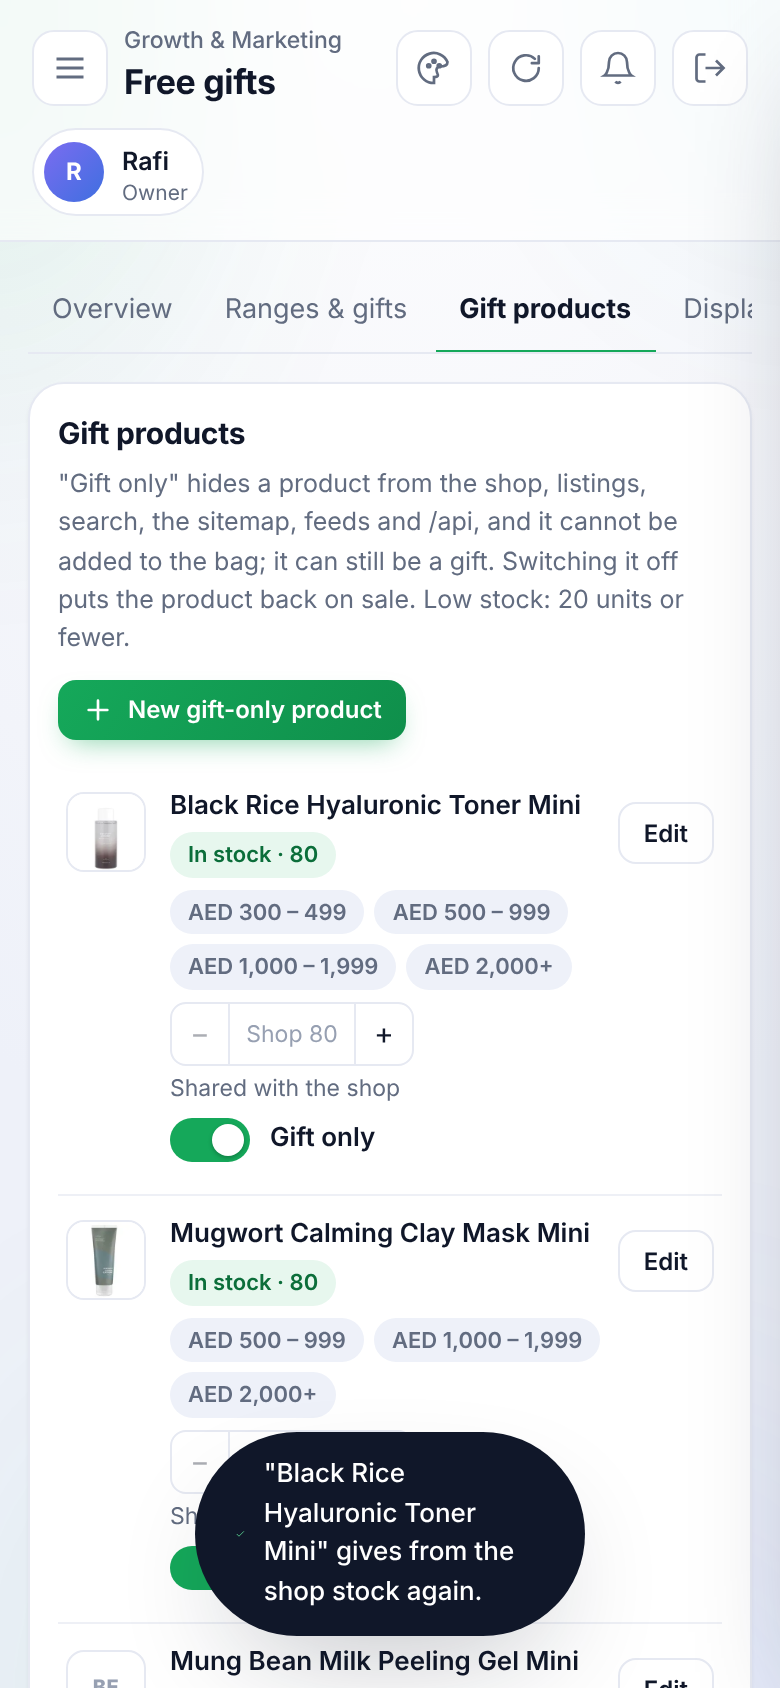 Growth & Marketing
Free gifts
R
Rafi
Owner
Overview
Ranges & gifts
Gift products
Displa
Gift products
"Gift only" hides a product from the shop, listings,
search, the sitemap, feeds and /api, and it cannot be
added to the bag; it can still be a gift. Switching it off
puts the product back on sale. Low stock: 20 units or
fewer.
+ New gift-only product
Black Rice Hyaluronic Toner Mini
Edit
In stock · 80
AED 300 – 499
AED 500 – 999
AED 1,000 – 1,999
AED 2,000+
− Shop 80 +
Shared with the shop
Gift only
Mugwort Calming Clay Mask Mini
Edit
In stock · 80
AED 500 – 999
AED 1,000 – 1,999
AED 2,000+
−
Sh
"Black Rice
Hyaluronic Toner
Mini" gives from the
shop stock again.
Mung Bean Milk Peeling Gel Mini
BE
Edit